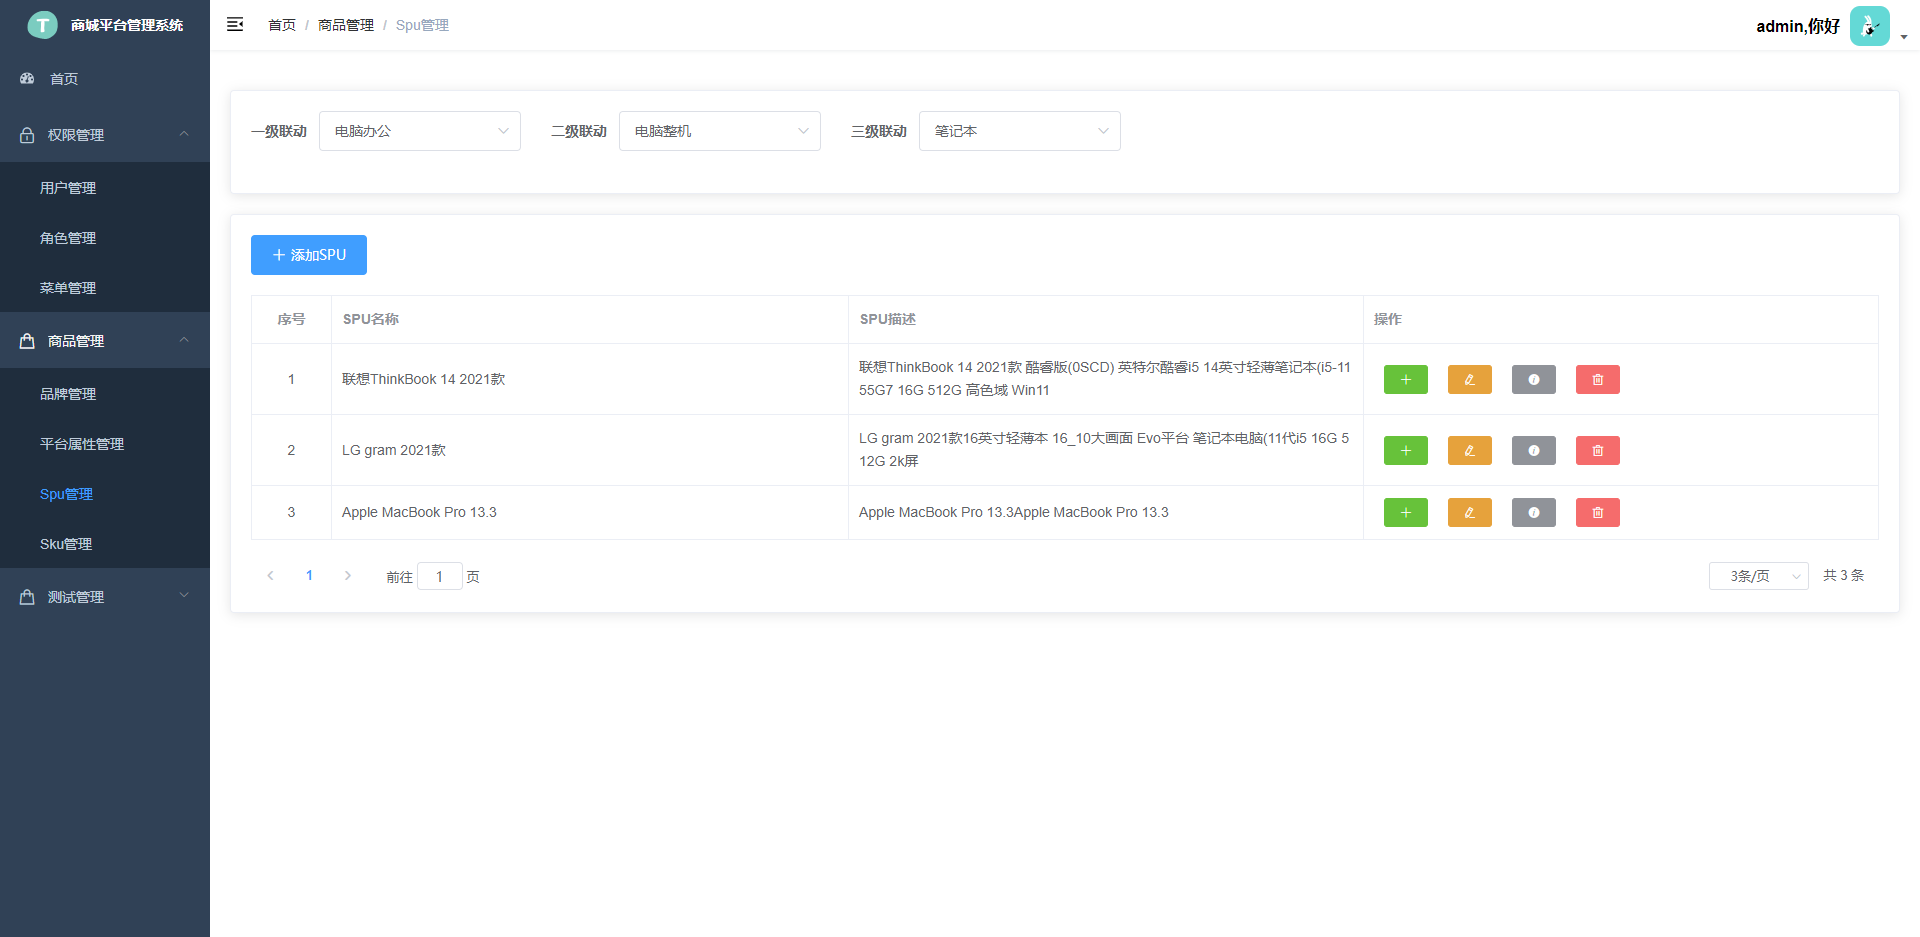 T 商城平台管理系统
首页
权限管理
用户管理
角色管理
菜单管理
商品管理
品牌管理
平台属性管理
Spu管理
Sku管理
测试管理
首页 / 商品管理 / Spu管理
admin,你好
一级联动 电脑办公 二级联动 电脑整机 三级联动 笔记本
添加SPU
序号 SPU名称 SPU描述 操作
1 联想ThinkBook 14 2021款 联想ThinkBook 14 2021款 酷睿版(0SCD) 英特尔酷睿i5 14英寸轻薄笔记本(i5-11
55G7 16G 512G 高色域 Win11
2 LG gram 2021款 LG gram 2021款16英寸轻薄本 16_10大画面 Evo平台 笔记本电脑(11代i5 16G 5
12G 2k屏
3 Apple MacBook Pro 13.3 Apple MacBook Pro 13.3Apple MacBook Pro 13.3
1 前往 1 页 3条/页 共 3 条